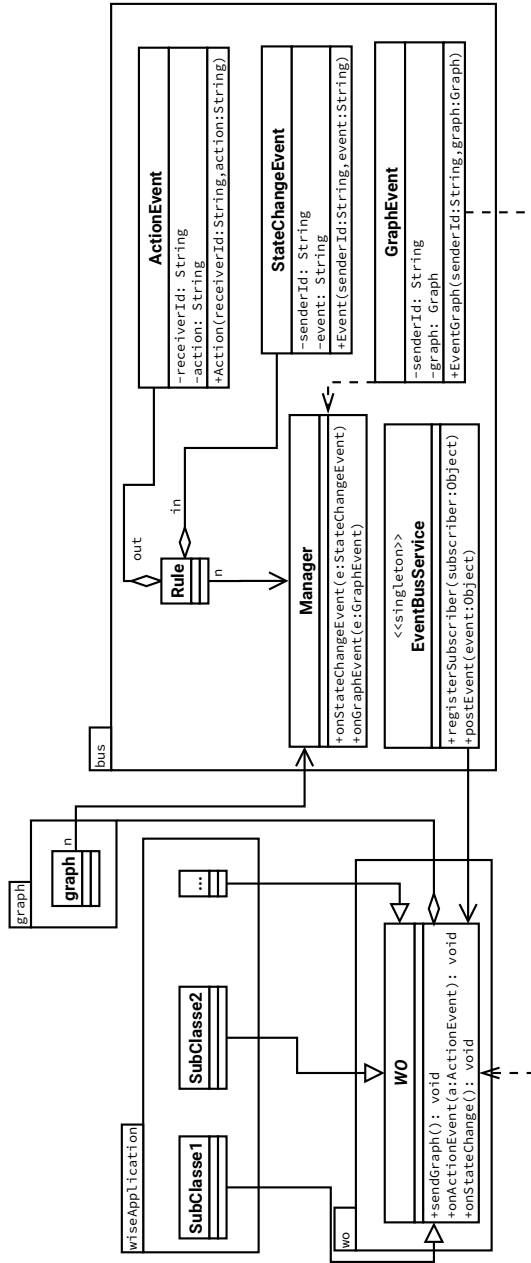 graph
graph
n
bus
ActionEvent
-receiverId: String
-action: String
+Action(receiverId:String,action:String)
out
Rule
in
n
StateChangeEvent
-senderId: String
-event: String
+Event(senderId:String,event:String)
Manager
+onStateChangeEvent(e:StateChangeEvent)
+onGraphEvent(e:GraphEvent)
GraphEvent
-senderId: String
-graph: Graph
+EventGraph(senderId:String,graph:Graph)
<<singleton>>
EventBusService
+registerSubscriber(subscriber:Object)
+postEvent(event:Object)
wiseApplication
SubClasse1
SubClasse2
...
wo
WO
+sendGraph(): void
+onActionEvent(a:ActionEvent): void
+onStateChange(): void